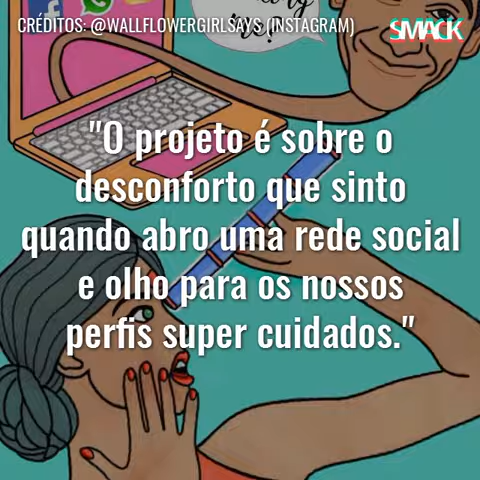 CRÉDITOS: @WALLFLOWERGIRLSAYS (INSTAGRAM)
SMACK
"O projeto é sobre o
desconforto que sinto
quando abro uma rede social
e olho para os nossos
perfis super cuidados."